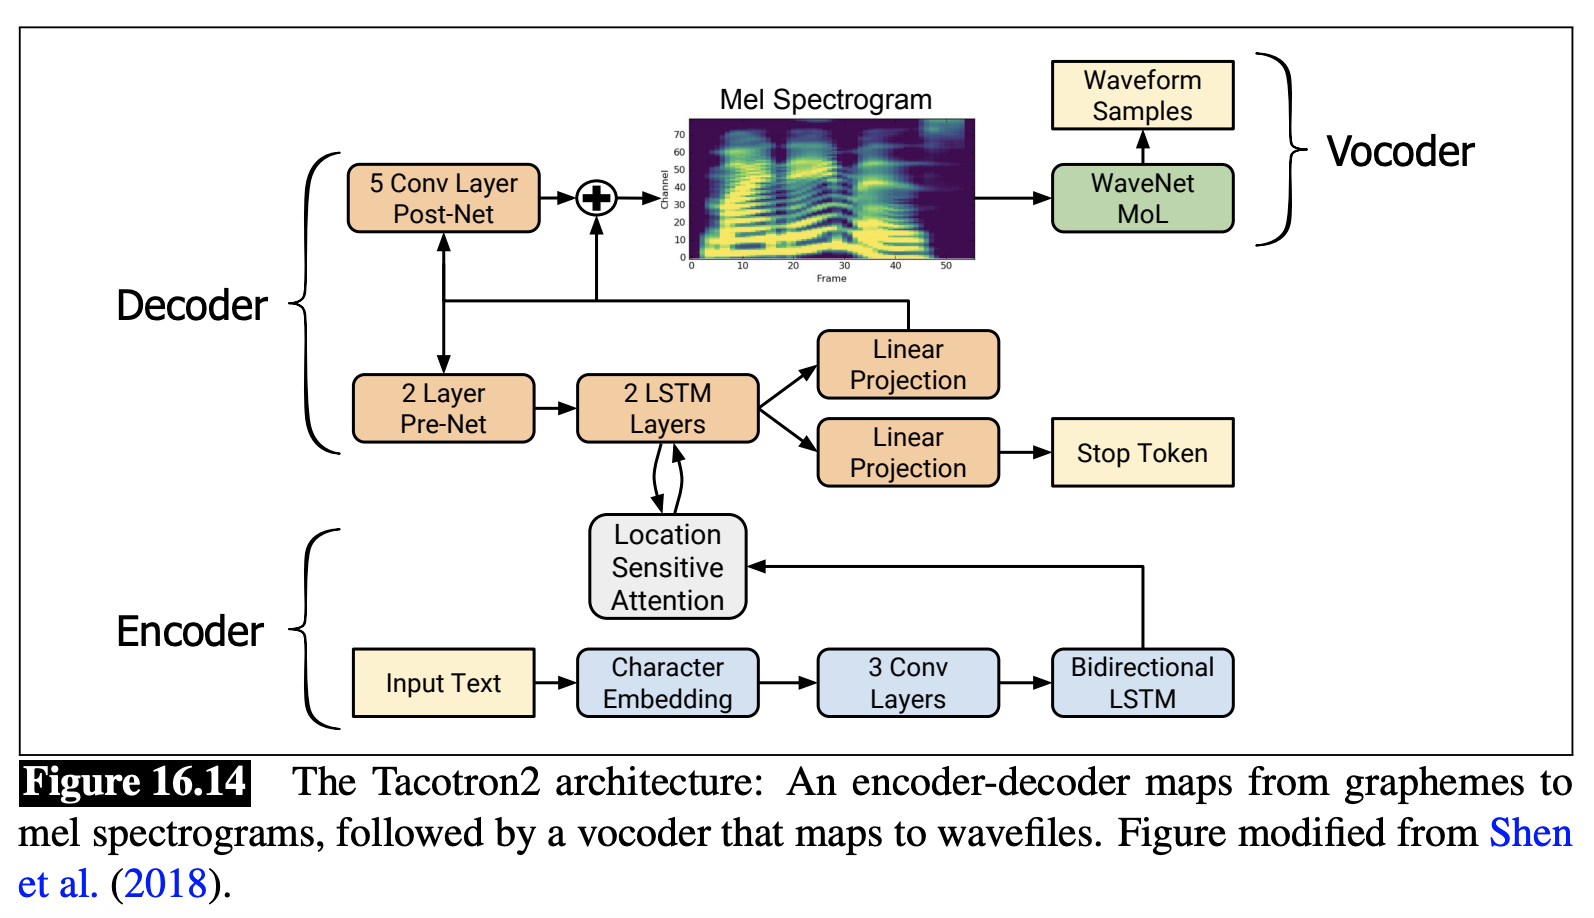 Mel Spectrogram
70
60
50
40
30
20
10
0
Channel
0 10 20 30 40 50
Frame
Waveform
Samples
WaveNet
MoL
Vocoder
5 Conv Layer
Post-Net
Decoder
2 Layer
Pre-Net
2 LSTM
Layers
Linear
Projection
Linear
Projection
Stop Token
Location
Sensitive
Attention
Encoder
Input Text
Character
Embedding
3 Conv
Layers
Bidirectional
LSTM
Figure 16.14 The Tacotron2 architecture: An encoder-decoder maps from graphemes to
mel spectrograms, followed by a vocoder that maps to wavefiles. Figure modified from Shen
et al. (2018).